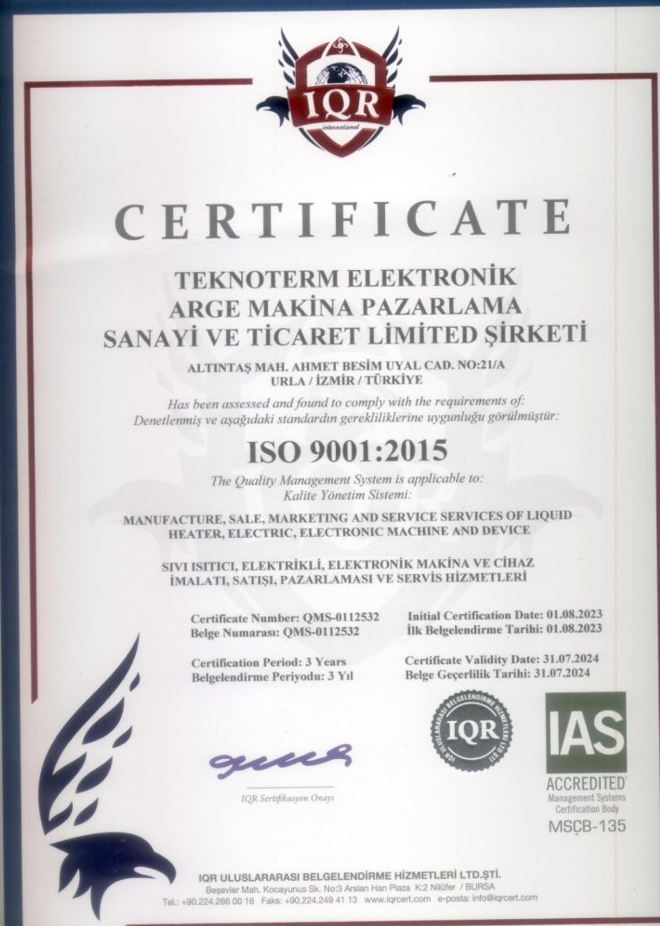 IQR
international
CERTIFICATE
TEKNOTERM ELEKTRONİK
ARGE MAKİNA PAZARLAMA
SANAYİ VE TİCARET LİMİTED ŞİRKETİ
ALTINTAŞ MAH. AHMET BESİM UYAL CAD. NO:21/A
URLA / İZMİR / TÜRKİYE
Has been assessed and found to comply with the requirements of:
Denetlenmiş ve aşağıdaki standardın gerekliliklerine uygunluğu görülmüştür:
ISO 9001:2015
The Quality Management System is applicable to:
Kalite Yönetim Sistemi:
MANUFACTURE, SALE, MARKETING AND SERVICE SERVICES OF LIQUID
HEATER, ELECTRIC, ELECTRONIC MACHINE AND DEVICE
SIVI ISITICI, ELEKTRİKLİ, ELEKTRONİK MAKİNA VE CİHAZ
İMALATI, SATIŞI, PAZARLAMASI VE SERVİS HİZMETLERİ
Certificate Number: QMS-0112532 Initial Certification Date: 01.08.2023
Belge Numarası: QMS-0112532 İlk Belgelendirme Tarihi: 01.08.2023
Certification Period: 3 Years Certificate Validity Date: 31.07.2024
Belgelendirme Periyodu: 3 Yıl Belge Geçerlilik Tarihi: 31.07.2024
IQR ULUSLARARASI BELGELENDİRME HİZMETLERİ LTD ŞTİ
IQR
IAS
ACCREDITED
Management Systems
Certification Body
MSÇB-135
IQR Sertifikasyon Onayı
IQR ULUSLARARASI BELGELENDİRME HİZMETLERİ LTD.ŞTİ.
Beşevler Mah. Kocayunus Sk. No:3 Arslan Han Plaza K:2 Nilüfer / BURSA
Tel.: +90.224.266 00 16 Faks: +90.224.249 41 13 www.iqrcert.com e-posta: info@iqrcert.com